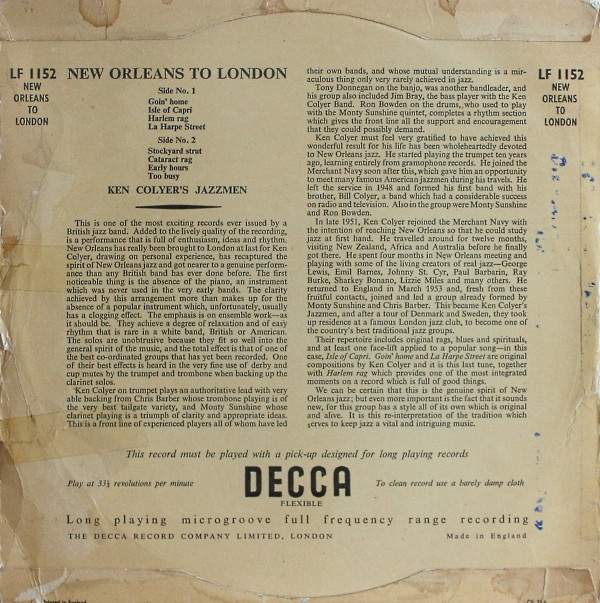 LF 1152
NEW
ORLEANS
TO
LONDON
NEW ORLEANS TO LONDON
Side No. 1
Goin' home
Isle of Capri
Harlem rag
La Harpe Street
Side No. 2
Stockyard strut
Cataract rag
Early hours
Too busy
KEN COLYER'S JAZZMEN
This is one of the most exciting records ever issued by a
British jazz band. Added to the lively quality of the recording,
is a performance that is full of enthusiasm, ideas and rhythm.
New Orleans has really been brought to London at last for Ken
Colyer, drawing on personal experience, has recaptured the
spirit of New Orleans jazz and got nearer to a genuine perform-
ance than any British band has ever done before. The first
noticeable thing is the absence of the piano, an instrument
which was never used in the very early bands. The clarity
achieved by this arrangement more than makes up for the
absence of a popular instrument which, unfortunately, usually
has a clogging effect. The emphasis is on ensemble work—as
it should be. They achieve a degree of relaxation and of easy
rhythm that is rare in a white band, British or American.
The solos are unobtrusive because they fit so well into the
general spirit of the music, and the total effect is that of one of
the best co-ordinated groups that has yet been recorded. One
of their best effects is heard in the very fine use of derby and
cup mutes by the trumpet and trombone when backing up the
clarinet solos.
'Ken Colyer on trumpet plays an authoritative lead with very
able backing from Chris Barber whose trombone playing is of
the very best tailgate variety, and Monty Sunshine whose
clarinet playing is a triumph of clarity and appropriate ideas.
This is a front line of experienced players all of whom have led
their own bands, and whose mutual understanding is a mir-
aculous thing only very rarely achieved in jazz.
Tony Donnegan on the banjo, was another bandleader, and
his group also included Jim Bray, the bass player with the Ken
Colyer Band. Ron Bowden on the drums, who used to play
with the Monty Sunshine quintet, completes a rhythm section
which gives the front line all the support and encouragement
that they could possibly demand.
Ken Colyer must feel very gratified to have achieved this
wonderful result for his life has been wholeheartedly devoted
to New Orleans jazz. He started playing the trumpet ten years
ago, learning entirely from gramophone records. He joined the
Merchant Navy soon after this, which gave him an opportunity
to meet many famous American jazzmen during his travels. He
left the service in 1948 and formed his first band with his
brother, Bill Colyer, a band which had a considerable success
on radio and television. Also in the group were Monty Sunshine
and Ron Bowden.
In late 1951, Ken Colyer rejoined the Merchant Navy with
the intention of reaching New Orleans so that he could study
jazz at first hand. He travelled around for twelve months,
visiting New Zealand, Africa and Australia before he finally
got there. He spent four months in New Orleans meeting and
playing with some of the living creators of real jazz—George
Lewis, Emil Barnes, Johnny St. Cyr, Paul Barbarin, Ray
Burke, Sharkey Bonano, Lizzie Miles and many others. He
returned to England in March 1953 and, fresh from these
fruitful contacts, joined and led a group already formed by
Monty Sunshine and Chris Barber. This became Ken Colyer's
Jazzmen, and after a tour of Denmark and Sweden, they took
up residence at a famous London jazz club, to become one of
the country's best traditional jazz groups.
Their repertoire includes original rags, blues and spirituals,
and at least one face-lift applied to a popular song—in this
case, Isle of Capri. Goin' home and La Harpe Street are original
compositions by Ken Colyer and it is this last tune, together
with Harlem rag which provides one of the most integrated
moments on a record which is full of good things.
We can be certain that this is the genuine spirit of New Orleans
jazz; but even more important is the fact that it sounds
new, for this group has a style all of its own which is original
and alive. It is this re-interpretation of the tradition which
serves to keep jazz a vital and intriguing music.
LF 1152
NEW
ORLEANS
TO
LONDON
This record must be played with a pick-up designed for long playing records
Play at 33⅓ revolutions per minute
DECCA
FLEXIBLE
To clean record use a barely damp cloth
Long playing microgroove full frequency range recording
THE DECCA RECORD COMPANY LIMITED, LONDON
Made in England
Printed in England